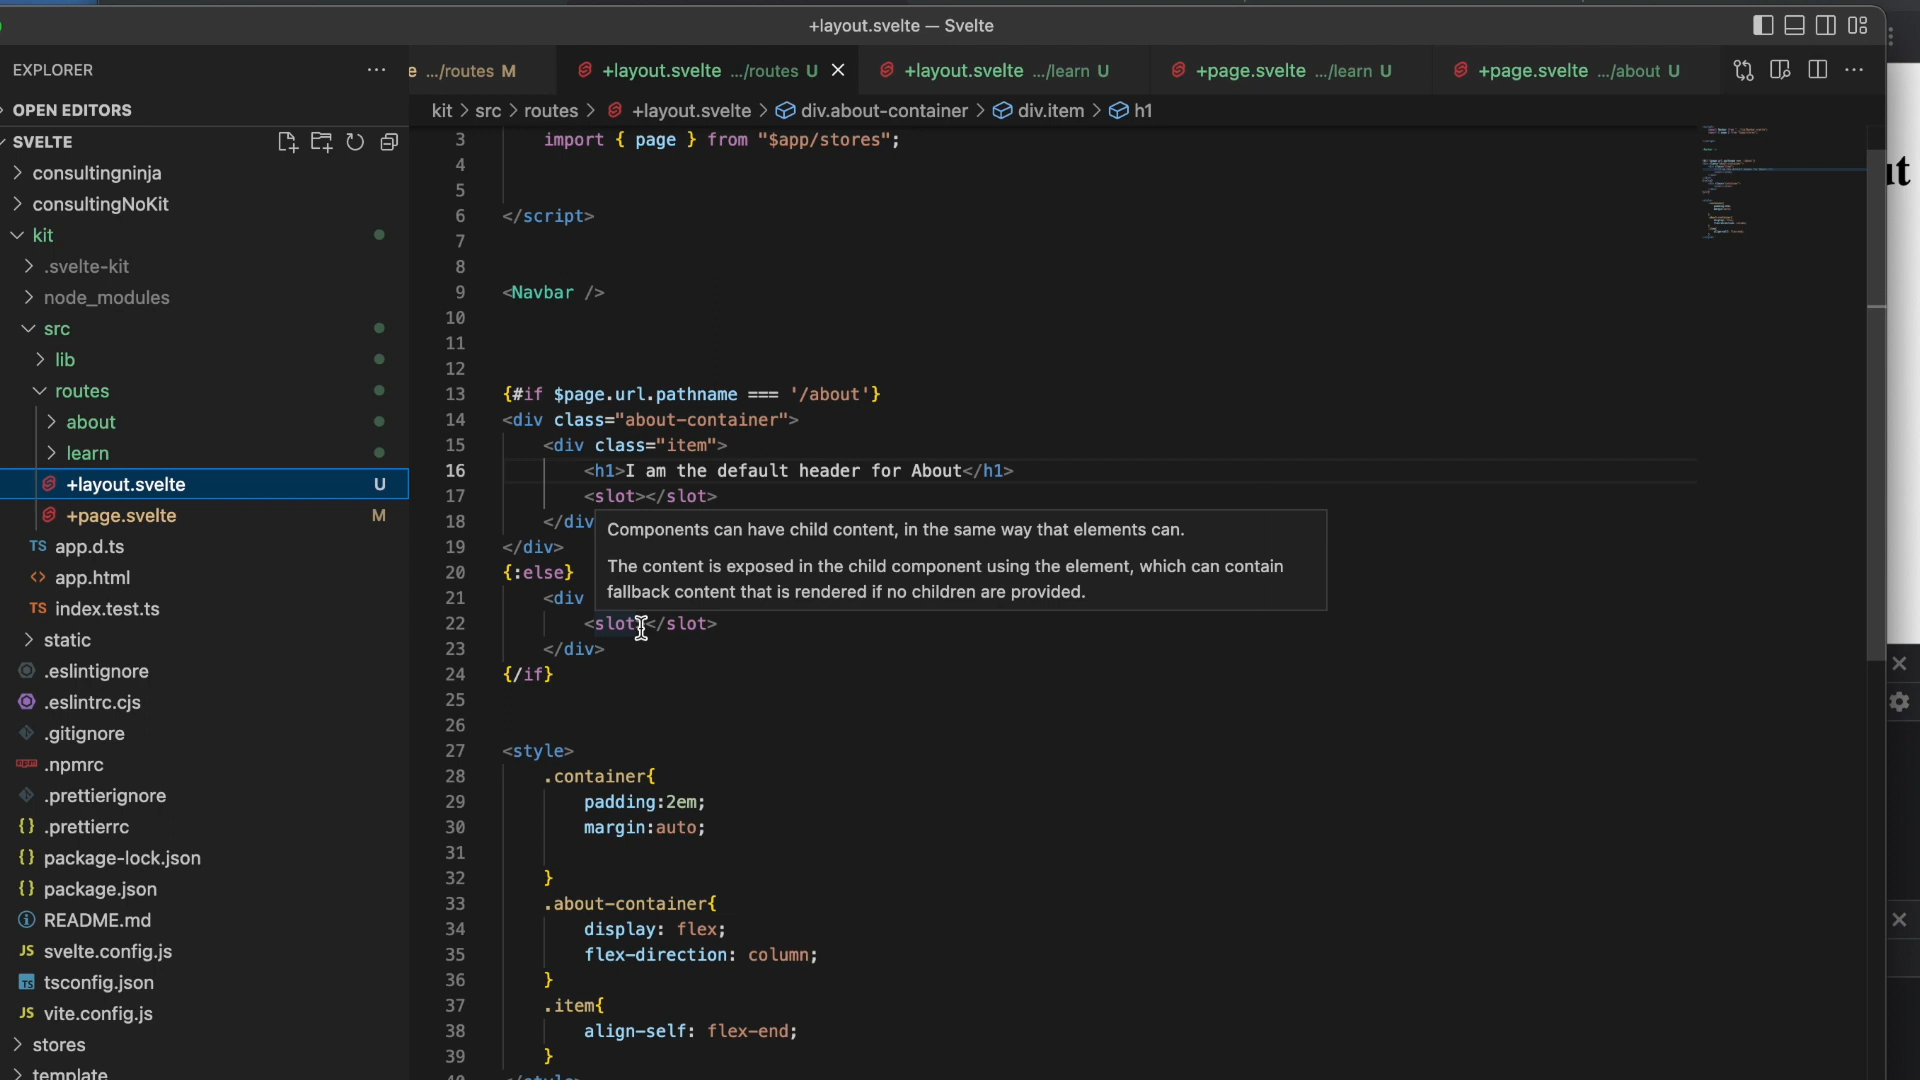 +layout.svelte — Svelte
EXPLORER
e .../routes M
+layout.svelte .../routes U
+layout.svelte .../learn U
+page.svelte .../learn U
+page.svelte .../about U
OPEN EDITORS
kit > src > routes > +layout.svelte > div.about-container > div.item > h1
SVELTE
consultingninja
consultingNoKit
kit
.svelte-kit
node_modules
src
lib
routes
about
learn
+layout.svelte U
+page.svelte M
TS app.d.ts
<> app.html
TS index.test.ts
static
.eslintignore
.eslintrc.cjs
.gitignore
.npmrc
.prettierignore
{} .prettierrc
{} package-lock.json
{} package.json
README.md
JS svelte.config.js
TS tsconfig.json
JS vite.config.js
stores
template
3 import { page } from "$app/stores";
4
5
6 </script>
7
8
9 <Navbar />
10
11
12
13 {#if $page.url.pathname === '/about'}
14 <div class="about-container">
15 <div class="item">
16 <h1>I am the default header for About</h1>
17 <slot></slot>
18 </div
19 </div>
20 {:else}
21 <div
22 <slot></slot>
23 </div>
24 {/if}
25
26
27 <style>
28 .container{
29 padding:2em;
30 margin:auto;
31
32 }
33 .about-container{
34 display: flex;
35 flex-direction: column;
36 }
37 .item{
38 align-self: flex-end;
39 }
40 </style>
Components can have child content, in the same way that elements can.
The content is exposed in the child component using the element, which can contain
fallback content that is rendered if no children are provided.
ut